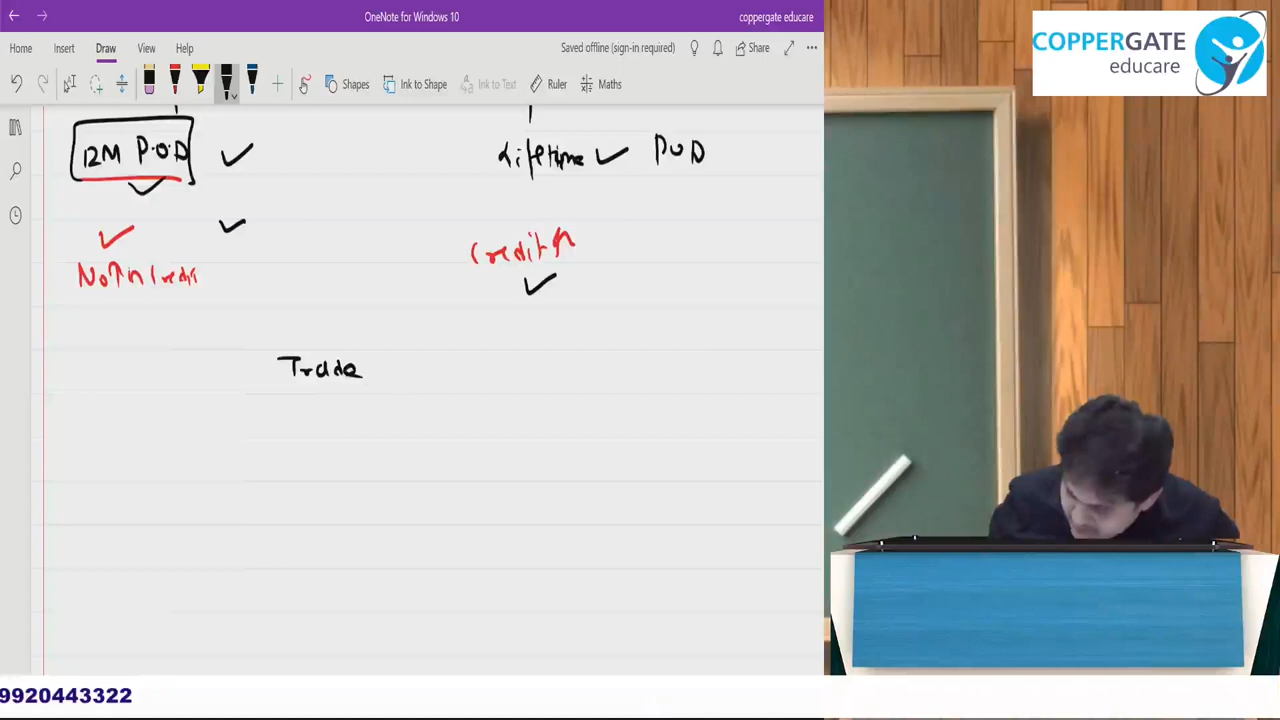 OneNote for Windows 10
coppergate educare
Home Insert Draw View Help
Saved offline (sign-in required)
Share
Shapes
Ink to Shape
Ink to Text
Ruler
Maths
COPPERGATE
educare
12M P.O.D
Lifetime POD
Credit
Trade
9920443322